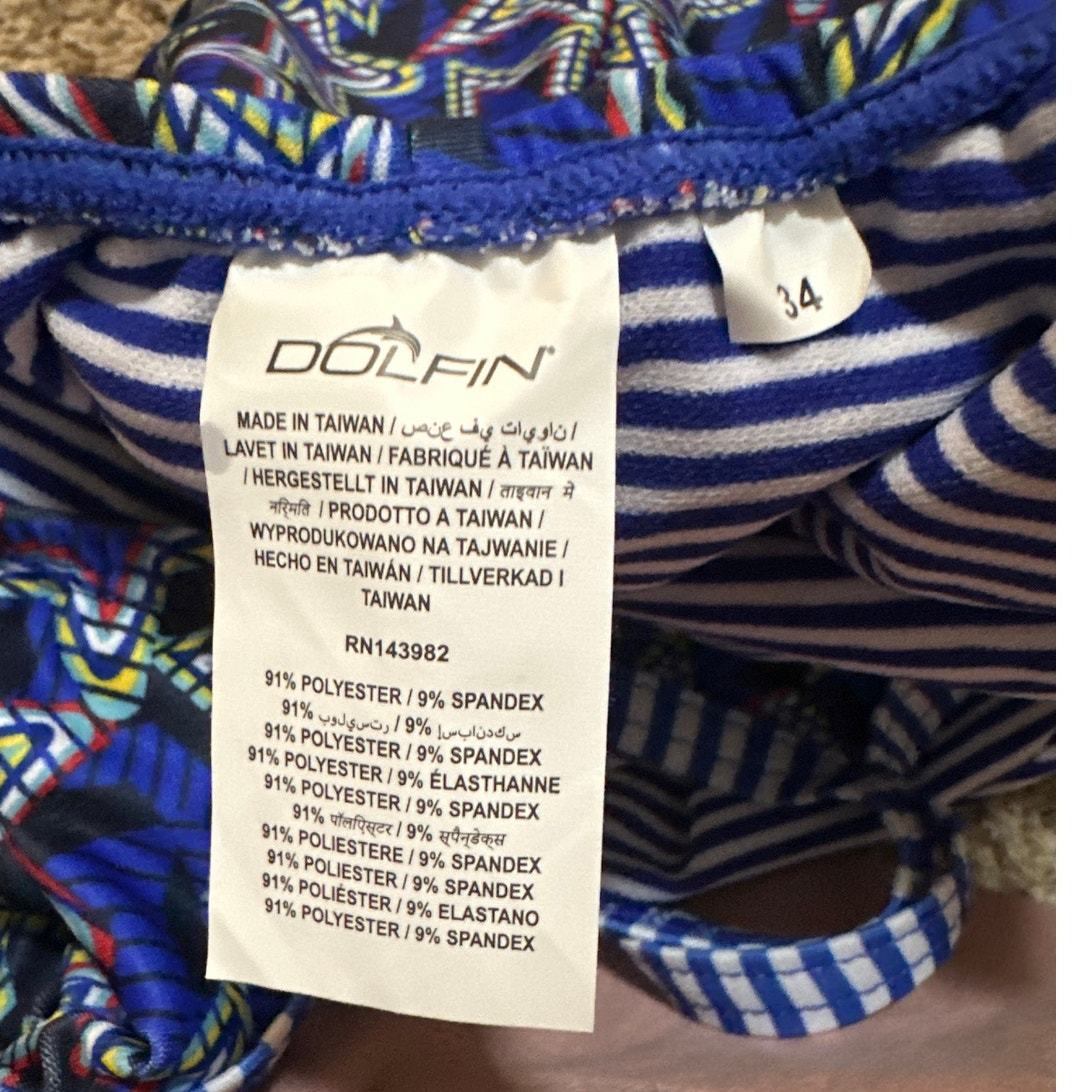 DOLFIN®
34
MADE IN TAIWAN / صنع في تايوان /
LAVET IN TAIWAN / FABRIQUÉ À TAÏWAN
/ HERGESTELLT IN TAIWAN / ताइवान मे
नर्िमति / PRODOTTO A TAIWAN /
WYPRODUKOWANO NA TAJWANIE /
HECHO EN TAIWÁN / TILLVERKAD I
TAIWAN
RN143982
91% POLYESTER / 9% SPANDEX
91% بوليستر / 9% إسباندكس
91% POLYESTER / 9% SPANDEX
91% POLYESTER / 9% ÉLASTHANNE
91% POLYESTER / 9% SPANDEX
91% पॉलिएस्टर / 9% स्पैन्डेक्स
91% POLIESTERE / 9% SPANDEX
91% POLIESTER / 9% SPANDEX
91% POLIÉSTER / 9% ELASTANO
91% POLYESTER / 9% SPANDEX